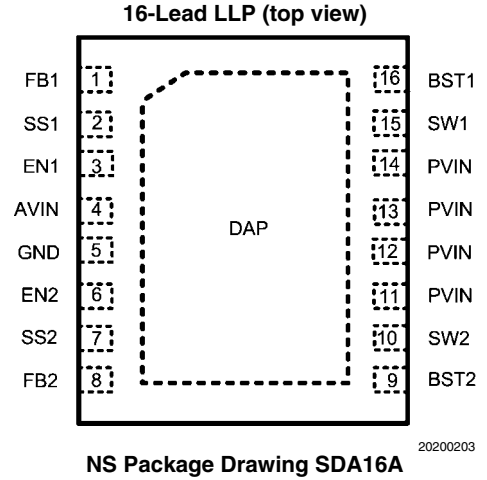 16-Lead LLP (top view)
FB1 1 16 BST1
SS1 2 15 SW1
EN1 3 14 PVIN
AVIN 4 13 PVIN
DAP
GND 5 12 PVIN
EN2 6 11 PVIN
SS2 7 10 SW2
FB2 8 9 BST2
20200203
NS Package Drawing SDA16A